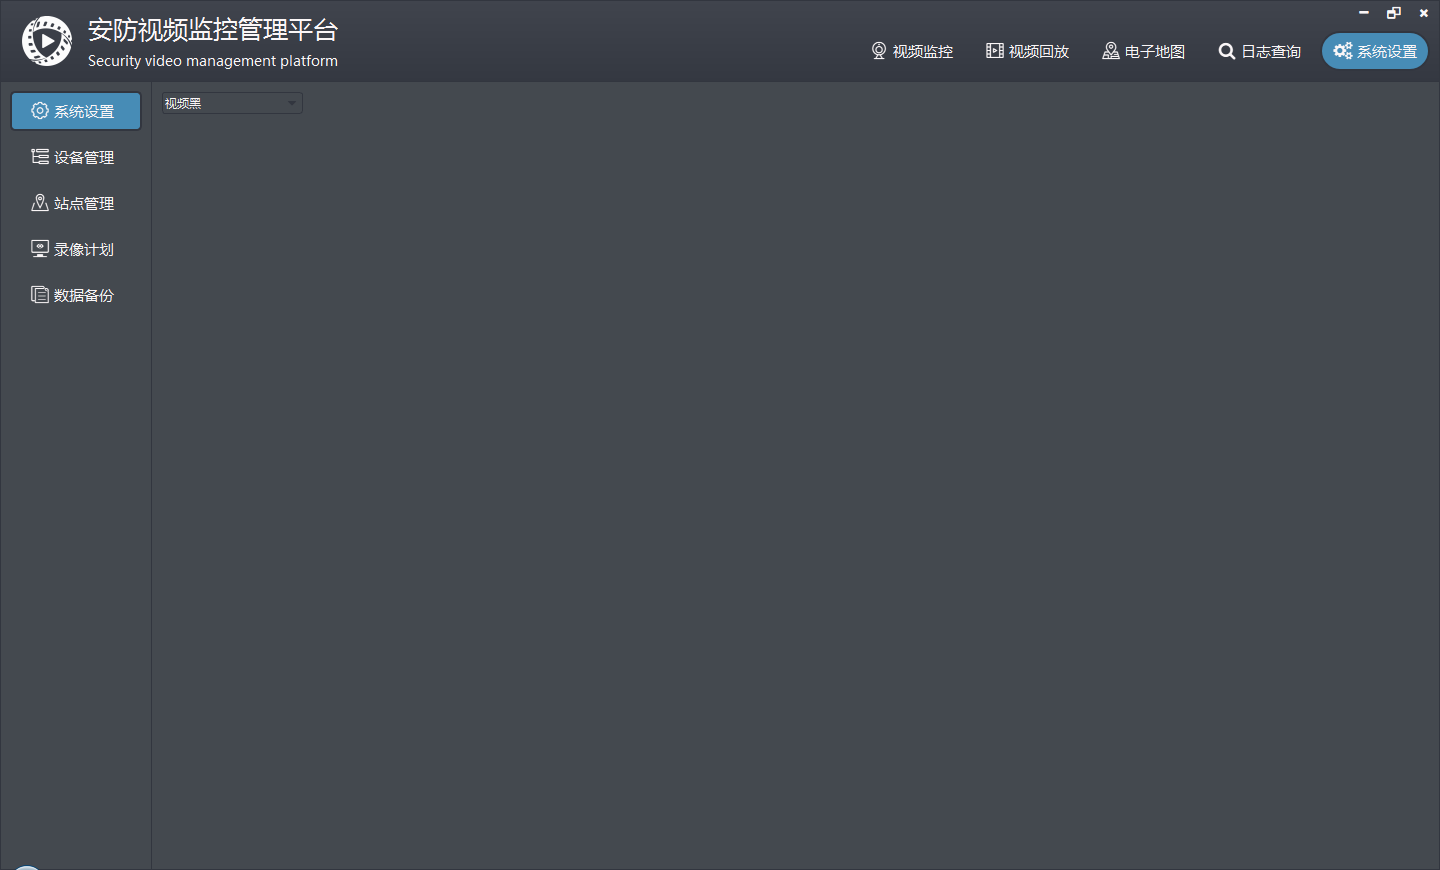 安防视频监控管理平台
Security video management platform
视频监控
视频回放
电子地图
日志查询
系统设置
系统设置
视频黑
设备管理
站点管理
录像计划
数据备份